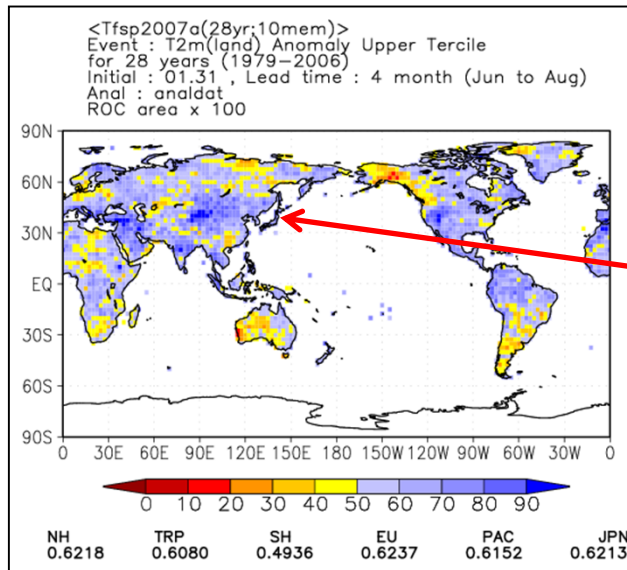 <Tfsp2007a(28yr;10mem)>
Event : T2m(land) Anomaly Upper Tercile
for 28 years (1979-2006)
Initial : 01.31 , Lead time : 4 month (Jun to Aug)
Anal : analdat
ROC area x 100
90N
60N
30N
EQ
30S
60S
90S
0 30E 60E 90E 120E 150E 180 150W 120W 90W 60W 30W 0
0 10 20 30 40 50 60 70 80 90
NH TRP SH EU PAC JPN
0.6218 0.6080 0.4936 0.6237 0.6152 0.6213